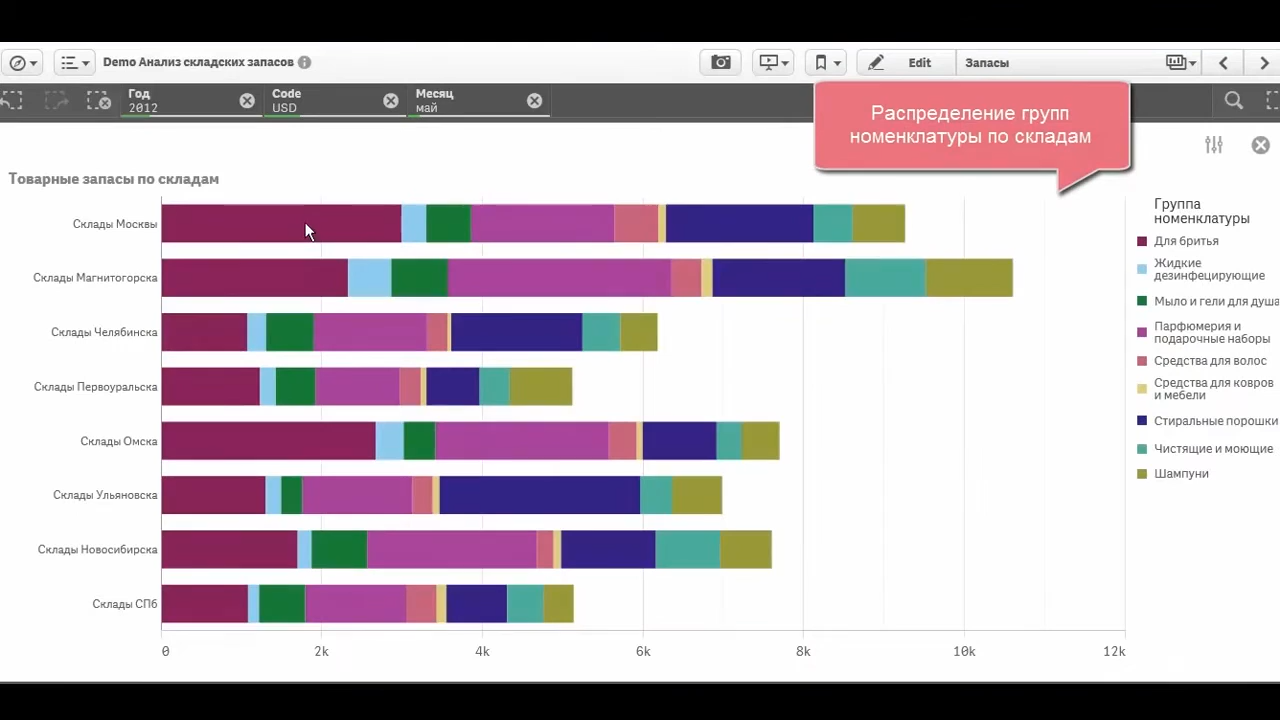 Demo Анализ складских запасов
Edit
Запасы
Год
2012
Code
USD
Месяц
май
Распределение групп
номенклатуры по складам
Товарные запасы по складам
Склады Москвы
Склады Магнитогорска
Склады Челябинска
Склады Первоуральска
Склады Омска
Склады Ульяновска
Склады Новосибирска
Склады СПб
0 2k 4k 6k 8k 10k 12k
Группа
номенклатуры
Для бритья
Жидкие
дезинфецирующие
Мыло и гели для душа
Парфюмерия и
подарочные наборы
Средства для волос
Средства для ковров
и мебели
Стиральные порошки
Чистящие и моющие
Шампуни